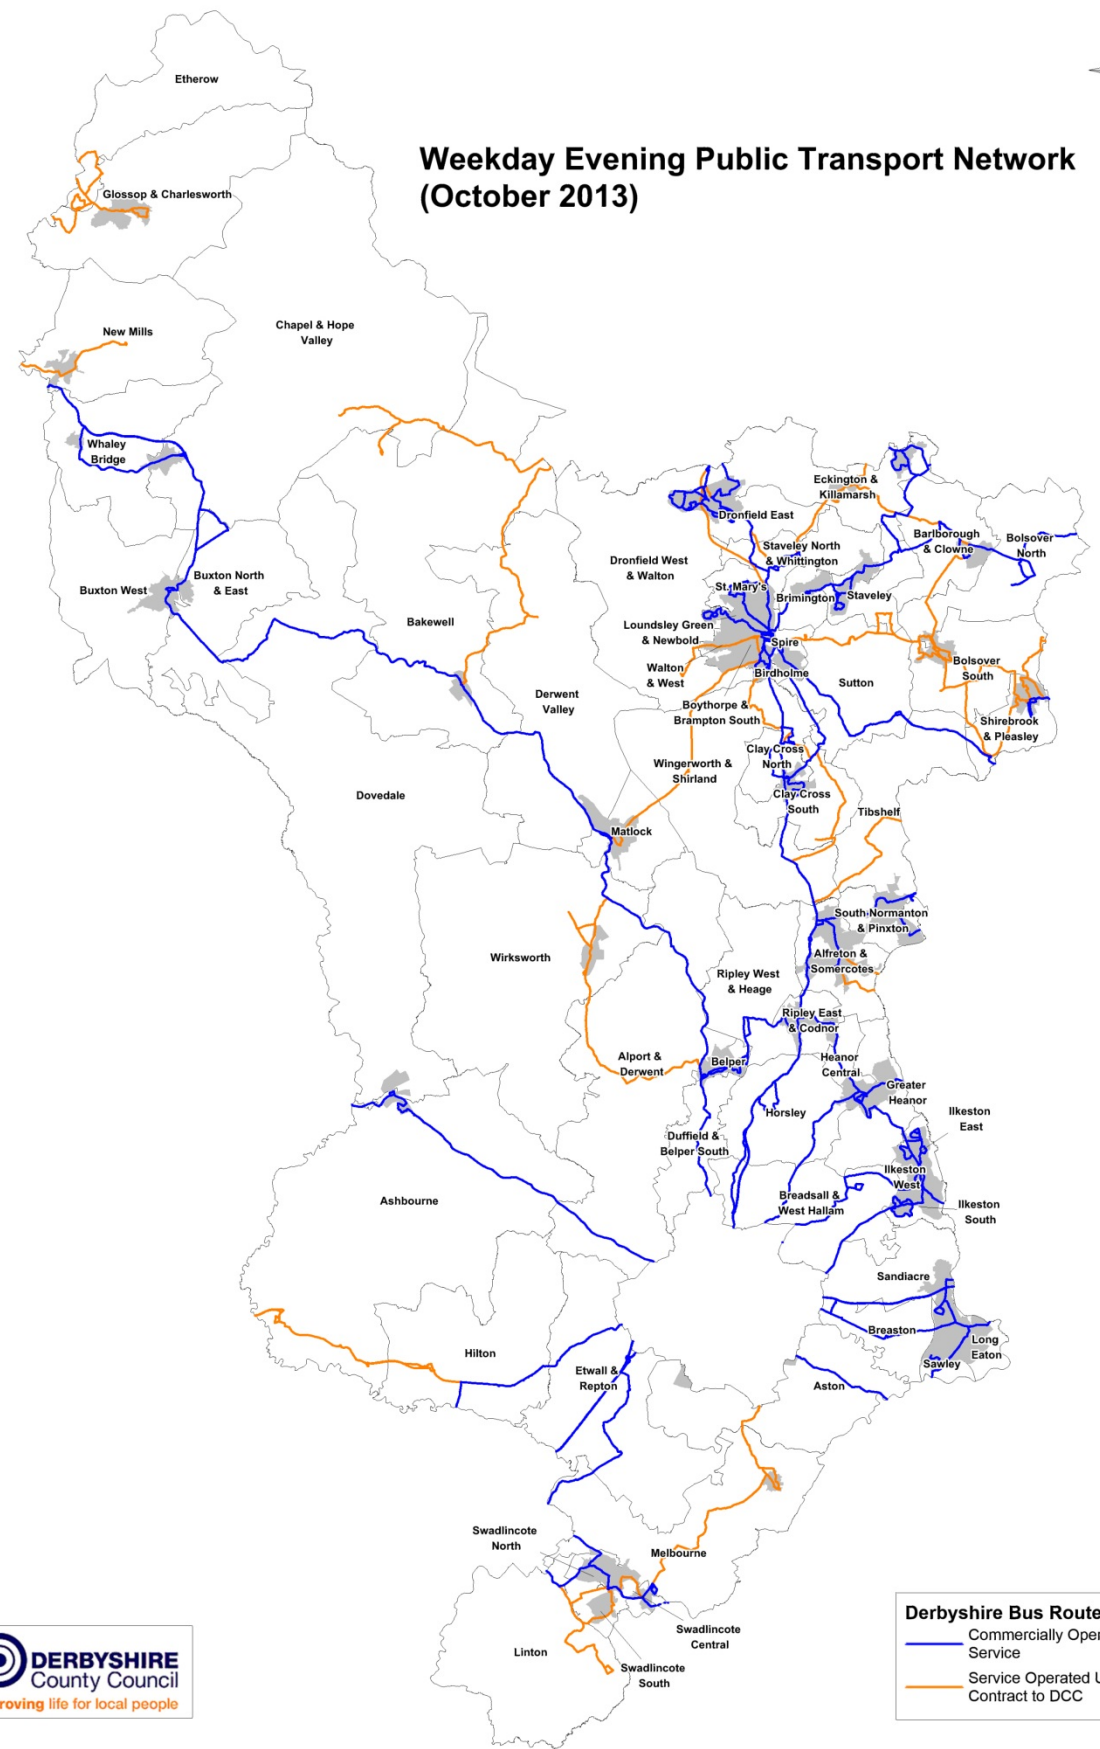 Etherow
Weekday Evening Public Transport Network
(October 2013)
Glossop & Charlesworth
New Mills
Chapel & Hope
Valley
Whaley
Bridge
Eckington &
Killamarsh
Dronfield East
Barlborough
& Clowne
Bolsover
North
Staveley North
& Whittington
Dronfield West
& Walton
Buxton West
Buxton North
& East
St. Mary's
Brimington
Staveley
Bakewell
Loundsley Green
& Newbold
Spire
Walton
& West
Birdholme
Bolsover
South
Sutton
Derwent
Valley
Boythorpe &
Brampton South
Shirebrook
& Pleasley
Clay Cross
North
Wingerworth &
Shirland
Dovedale
Clay Cross
South
Tibshelf
Matlock
South Normanton
& Pinxton
Wirksworth
Alfreton &
Somercotes
Ripley West
& Heage
Ripley East
& Codnor
Alport &
Derwent
Belper
Heanor
Central
Greater
Heanor
Horsley
Ilkeston
East
Duffield &
Belper South
Ilkeston
West
Ashbourne
Breadsall &
West Hallam
Ilkeston
South
Sandiacre
Breaston
Long
Eaton
Hilton
Sawley
Etwall &
Repton
Aston
Swadlincote
North
Melbourne
Swadlincote
Central
Linton
Swadlincote
South
DERBYSHIRE
County Council
roving life for local people
Derbyshire Bus Route
Commercially Oper
Service
Service Operated U
Contract to DCC